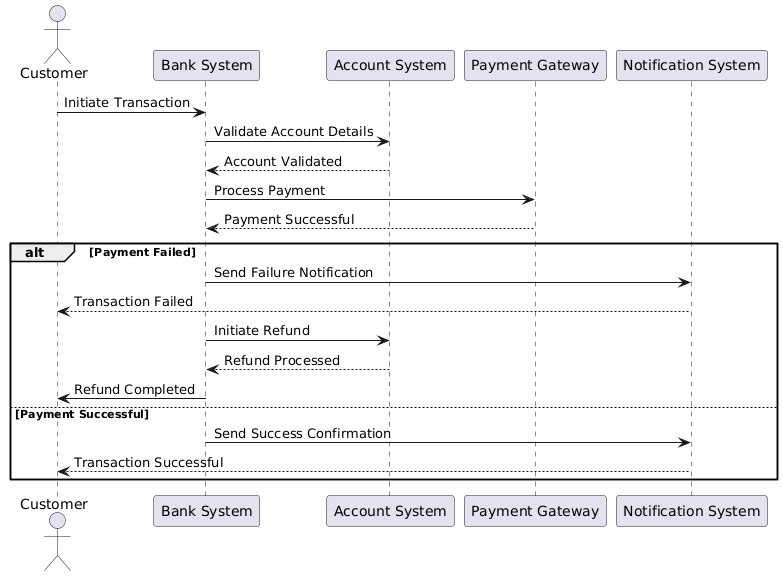 Customer
Bank System
Account System
Payment Gateway
Notification System
Initiate Transaction
Validate Account Details
Account Validated
Process Payment
Payment Successful
alt
[Payment Failed]
Send Failure Notification
Transaction Failed
Initiate Refund
Refund Processed
Refund Completed
[Payment Successful]
Send Success Confirmation
Transaction Successful
Customer
Bank System
Account System
Payment Gateway
Notification System